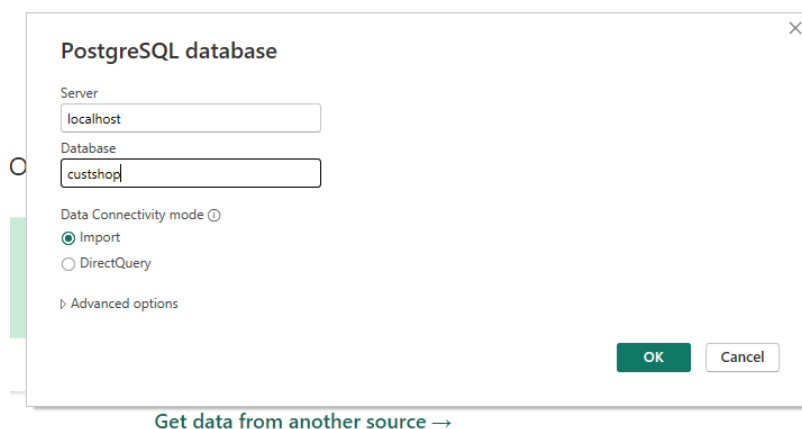 PostgreSQL database
Server
localhost
Database
custshop
Data Connectivity mode
Import
DirectQuery
Advanced options
OK Cancel
Get data from another source →